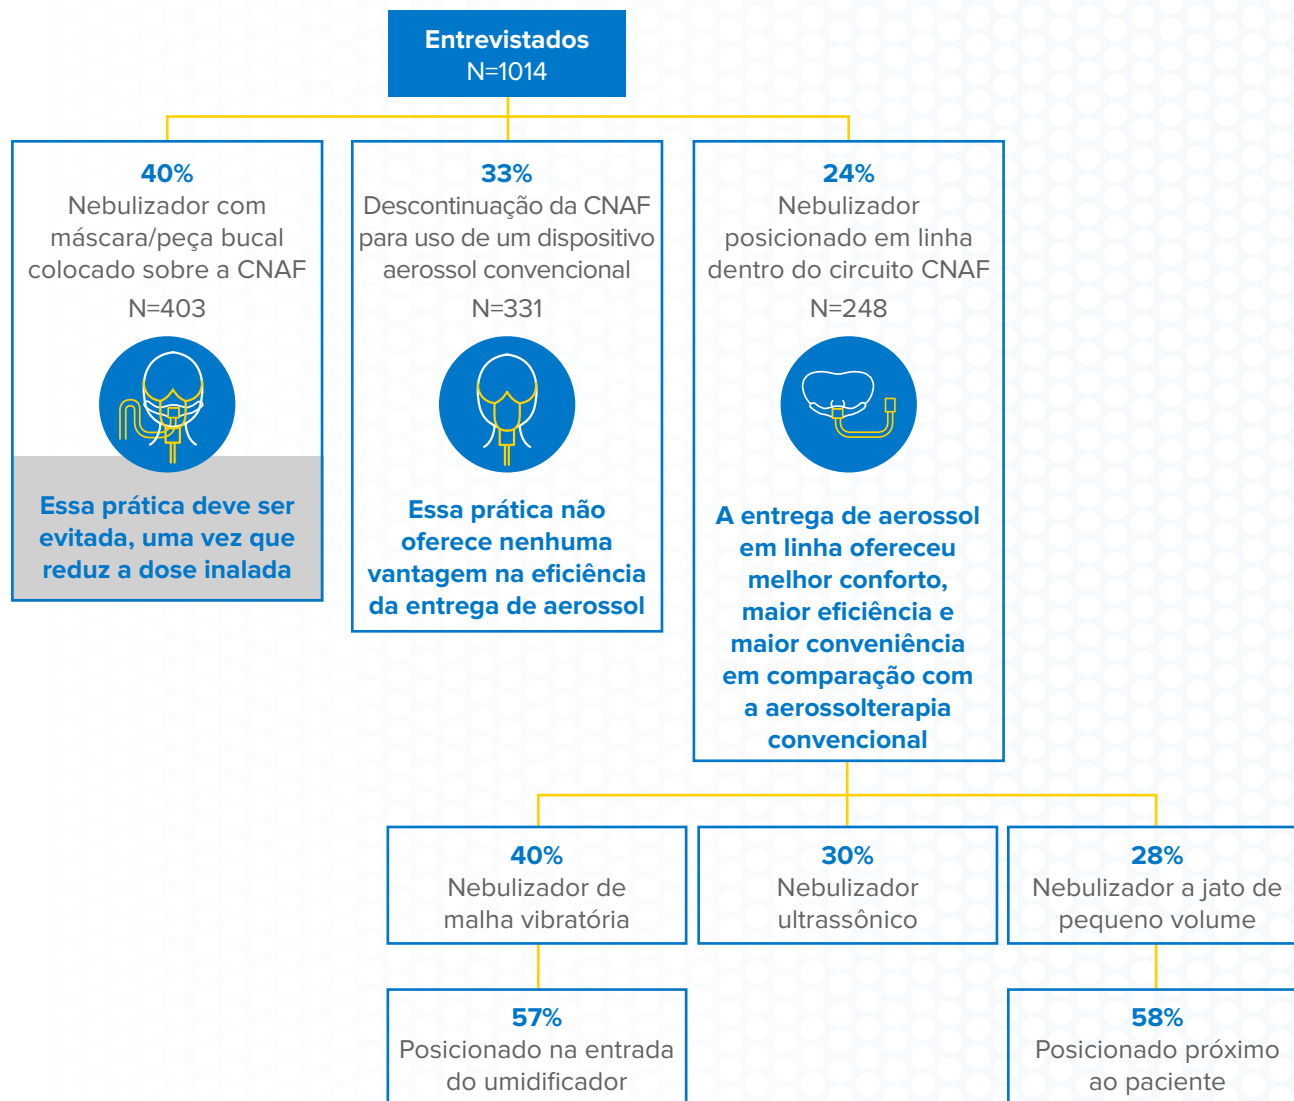 Entrevistados
N=1014
40%
Nebulizador com
máscara/peça bucal
colocado sobre a CNAF
N=403
Essa prática deve ser
evitada, uma vez que
reduz a dose inalada
33%
Descontinuação da CNAF
para uso de um dispositivo
aerossol convencional
N=331
Essa prática não
oferece nenhuma
vantagem na eficiência
da entrega de aerossol
24%
Nebulizador
posicionado em linha
dentro do circuito CNAF
N=248
A entrega de aerossol
em linha ofereceu
melhor conforto,
maior eficiência e
maior conveniência
em comparação com
a aerossolterapia
convencional
40%
Nebulizador de
malha vibratória
30%
Nebulizador
ultrassônico
28%
Nebulizador a jato de
pequeno volume
57%
Posicionado na entrada
do umidificador
58%
Posicionado próximo
ao paciente